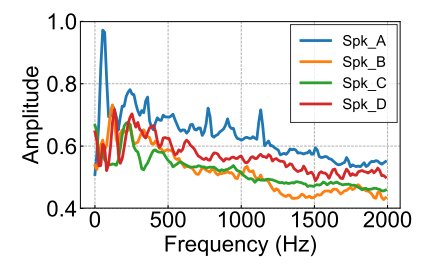 1.0
0.8
0.6
0.4
Amplitude
Spk_A
Spk_B
Spk_C
Spk_D
0 500 1000 1500 2000
Frequency (Hz)